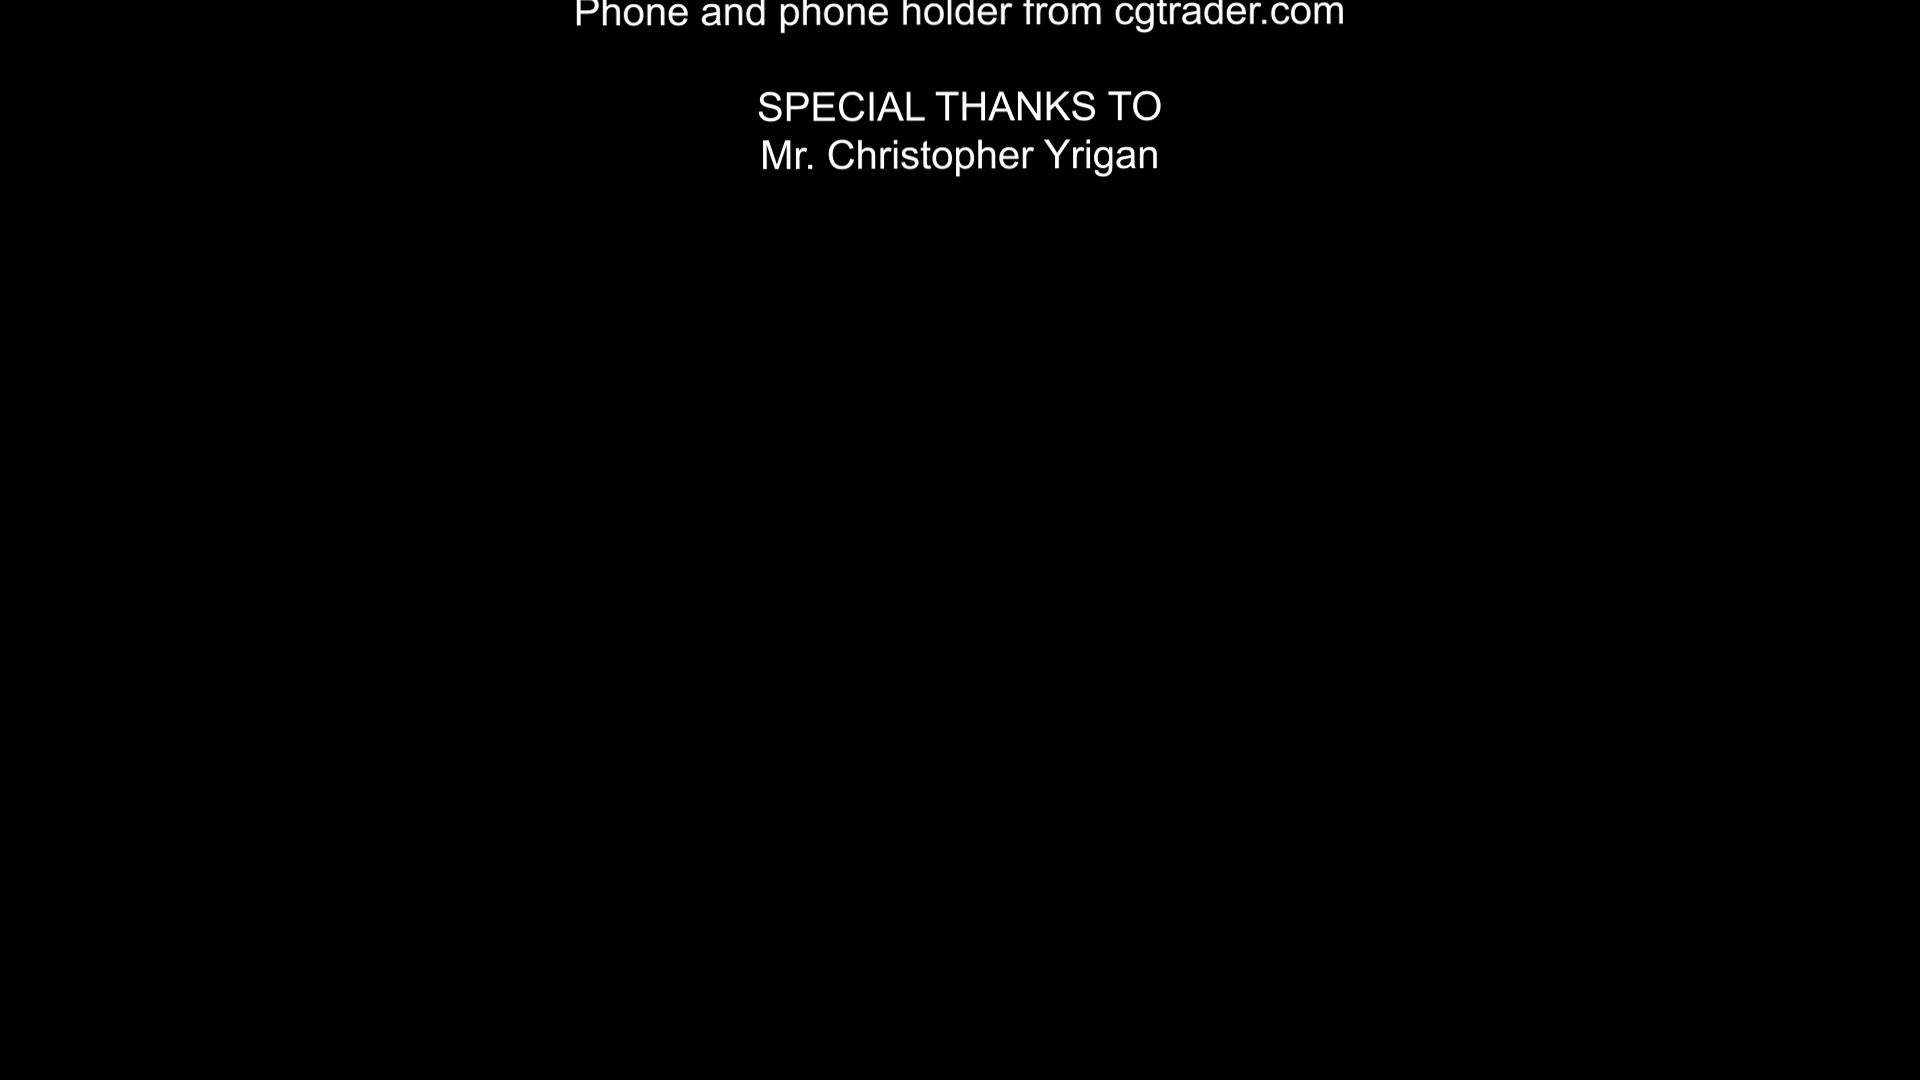 Phone and phone holder from cgtrader.com
SPECIAL THANKS TO
Mr. Christopher Yrigan